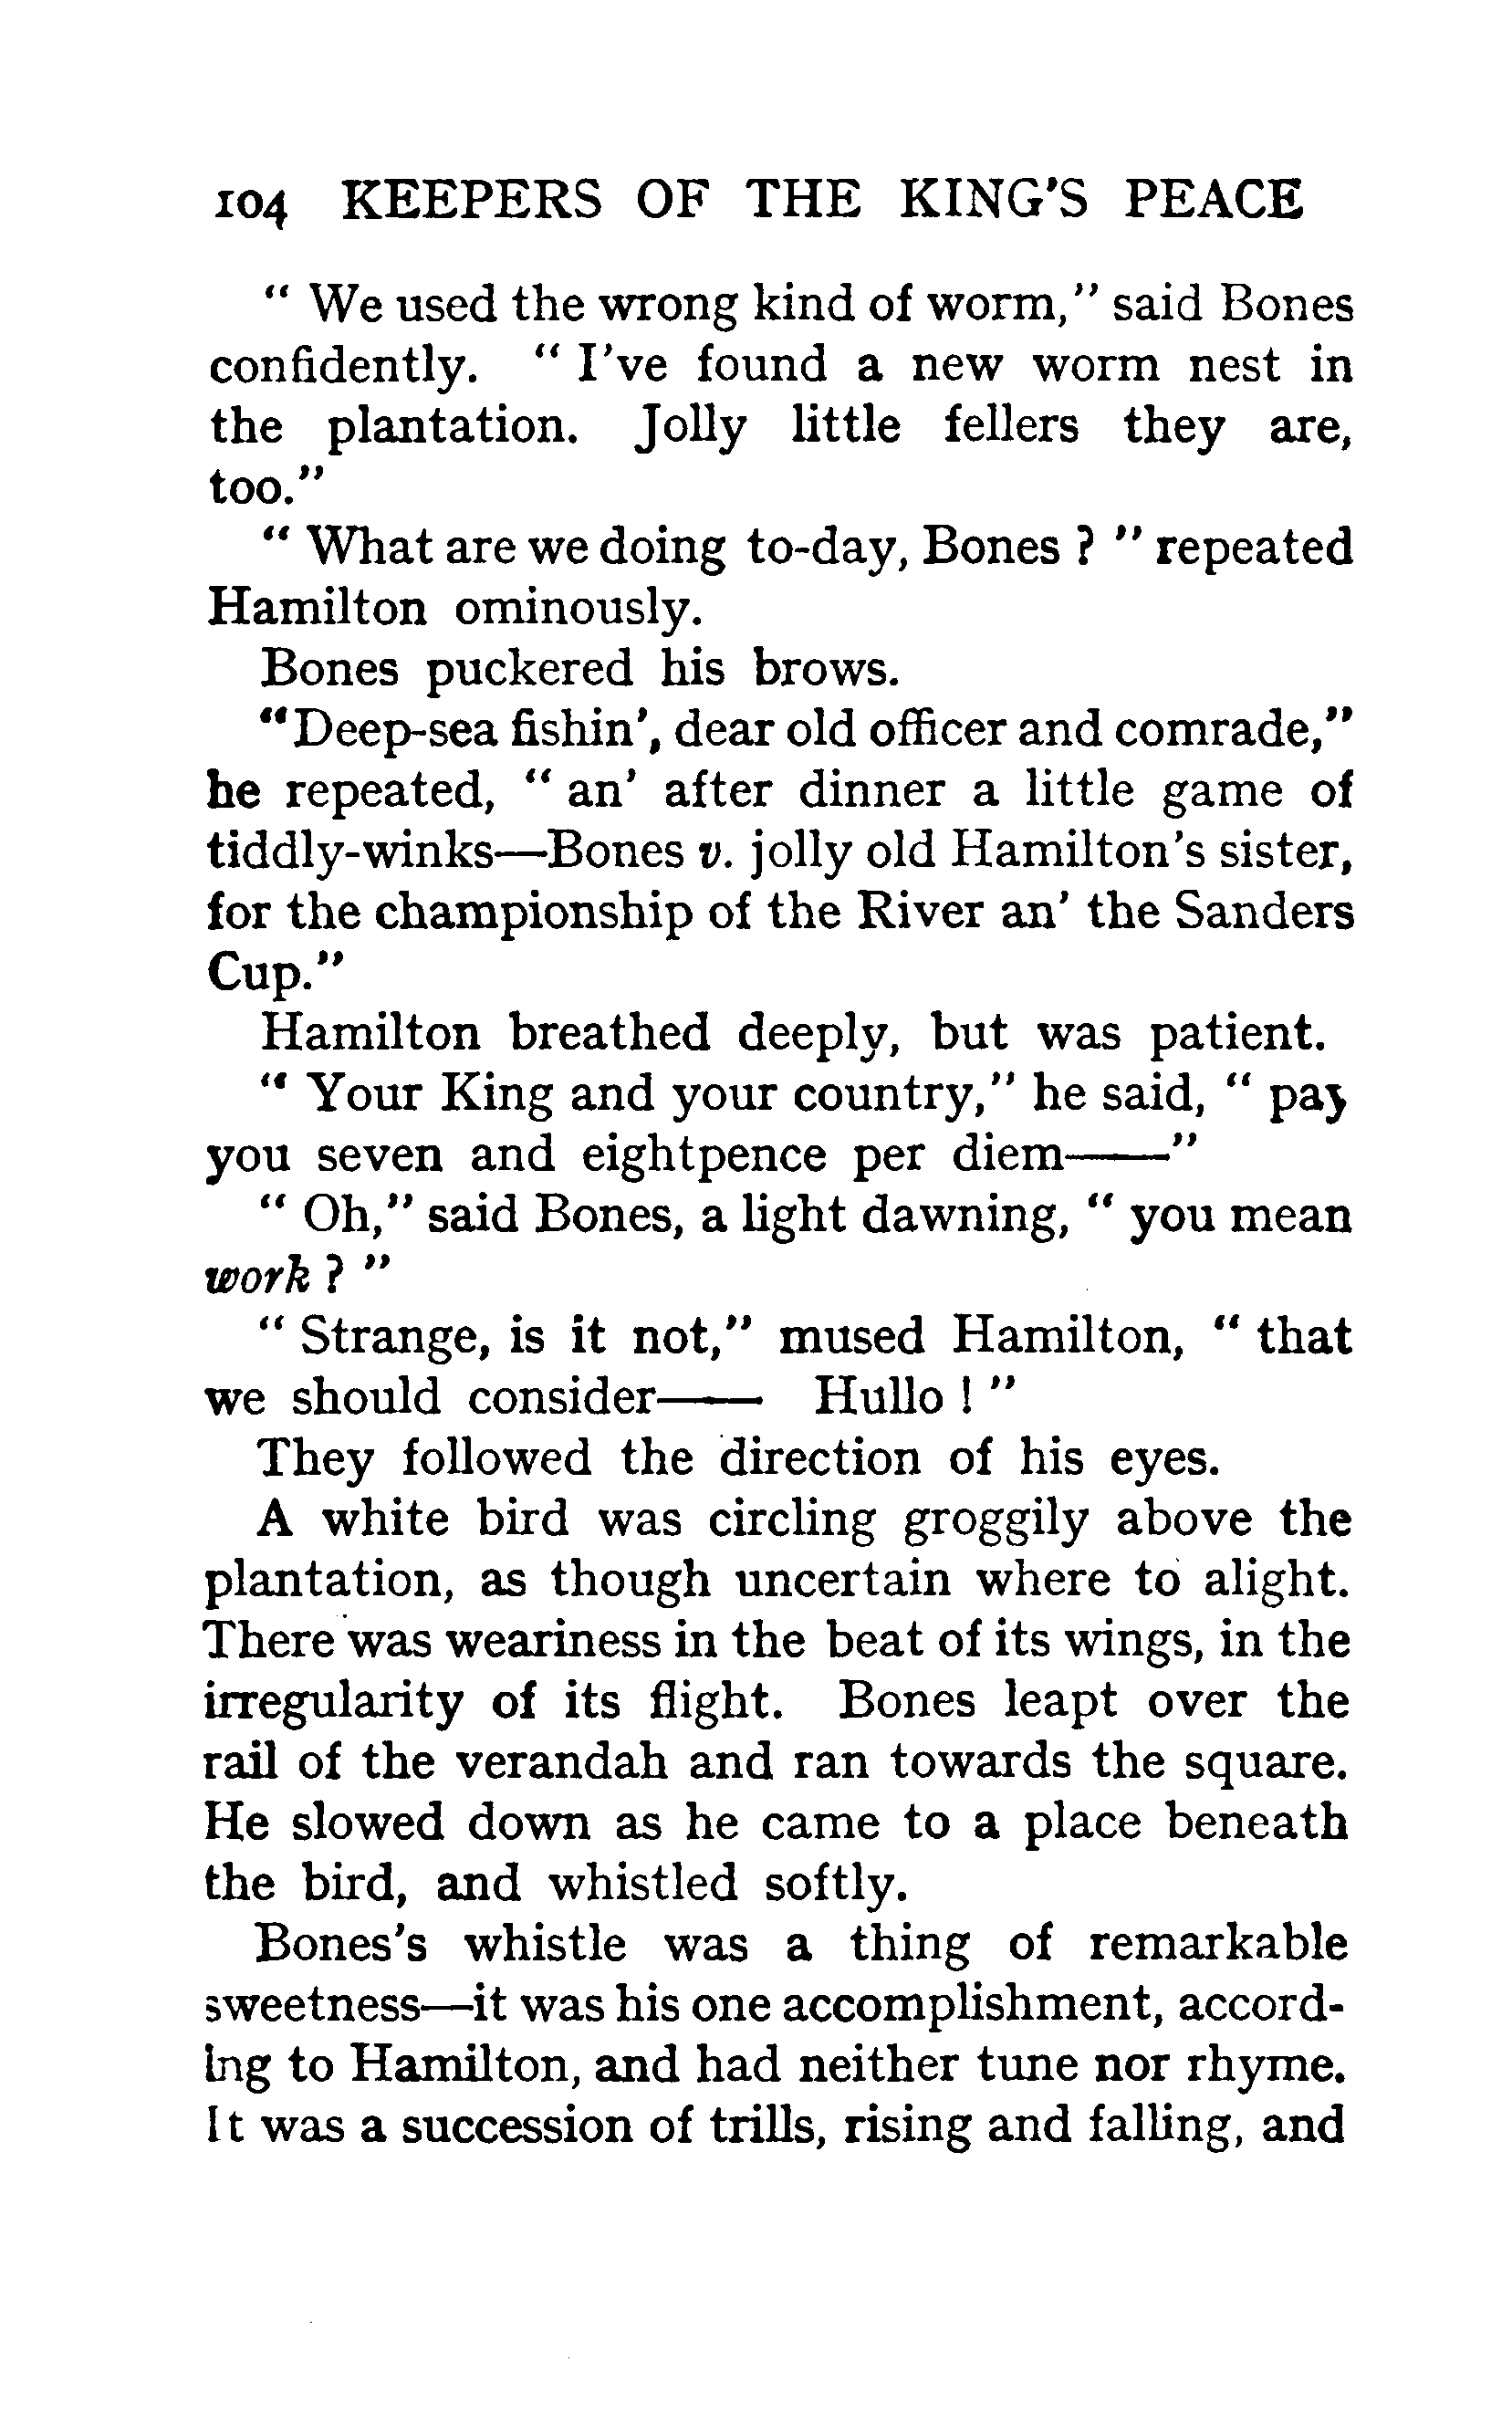 104 KEEPERS OF THE KING'S PEACE
" We used the wrong kind of worm," said Bones
confidently. " I've found a new worm nest in
the plantation. Jolly little fellers they are,
too."
" What are we doing to-day, Bones ? " repeated
Hamilton ominously.
Bones puckered his brows.
"Deep-sea fishin', dear old officer and comrade,"
he repeated, " an' after dinner a little game of
tiddly-winks—Bones v. jolly old Hamilton's sister,
for the championship of the River an' the Sanders
Cup."
Hamilton breathed deeply, but was patient.
" Your King and your country," he said, " pay
you seven and eightpence per diem——"
" Oh," said Bones, a light dawning, " you mean
work ? "
" Strange, is it not," mused Hamilton, " that
we should consider—— Hullo ! "
They followed the direction of his eyes.
A white bird was circling groggily above the
plantation, as though uncertain where to alight.
There was weariness in the beat of its wings, in the
irregularity of its flight. Bones leapt over the
rail of the verandah and ran towards the square.
He slowed down as he came to a place beneath
the bird, and whistled softly.
Bones's whistle was a thing of remarkable
sweetness—it was his one accomplishment, accord-
ing to Hamilton, and had neither tune nor rhyme.
It was a succession of trills, rising and falling, and